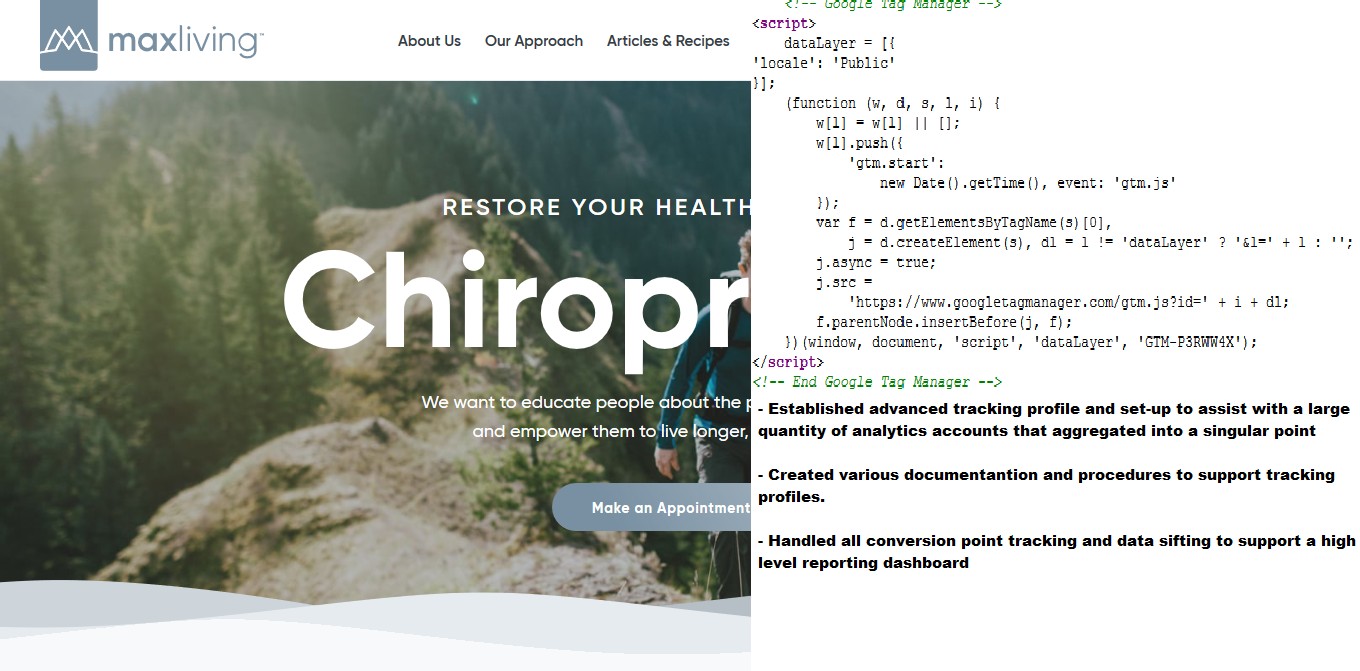 maxliving™
About Us Our Approach Articles & Recipes
RESTORE YOUR HEALTH
Chiropr
We want to educate people about the p
and empower them to live longer,
Make an Appointment
<!-- Google Tag Manager -->
<script>
dataLayer = [{
'locale': 'Public'
}];
(function (w, d, s, l, i) {
w[l] = w[l] || [];
w[l].push({
'gtm.start':
new Date().getTime(), event: 'gtm.js'
});
var f = d.getElementsByTagName(s)[0],
j = d.createElement(s), dl = l != 'dataLayer' ? '&l=' + l : '';
j.async = true;
j.src =
'https://www.googletagmanager.com/gtm.js?id=' + i + dl;
f.parentNode.insertBefore(j, f);
})(window, document, 'script', 'dataLayer', 'GTM-P3RWW4X');
</script>
<!-- End Google Tag Manager -->
- Established advanced tracking profile and set-up to assist with a large
quantity of analytics accounts that aggregated into a singular point
- Created various documentantion and procedures to support tracking
profiles.
- Handled all conversion point tracking and data sifting to support a high
level reporting dashboard